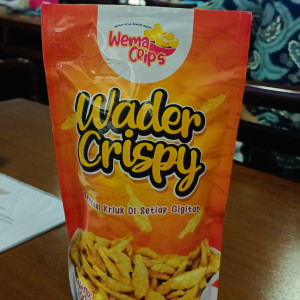 Wema
Crips
Wader
Crispy
Kriuk Di Setiap Gigitan